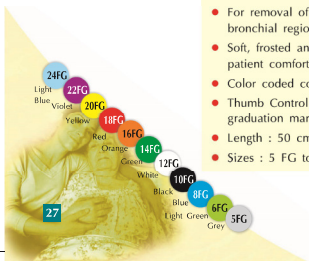 For removal of
bronchial regio
Soft, frosted an
patient comfort
Color coded co
Thumb Control
graduation mar
Length : 50 cm
Sizes : 5 FG to
24FG
Light
Blue
22FG
Violet
20FG
Yellow
18FG
Red
16FG
Orange
14FG
Green
12FG
White
10FG
Black
8FG
Blue
6FG
Light Green
5FG
Grey
27